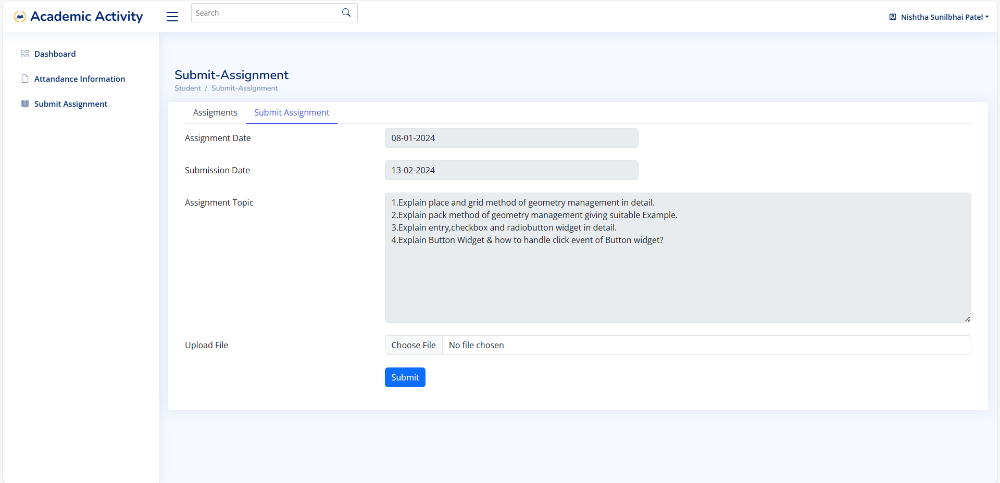 Academic Activity
Search
Nishtha Sunilbhai Patel
Dashboard
Attandance Information
Submit Assignment
Submit-Assignment
Student / Submit-Assignment
Assigments
Submit Assignment
Assignment Date
08-01-2024
Submission Date
13-02-2024
Assignment Topic
1.Explain place and grid method of geometry management in detail.
2.Explain pack method of geometry management giving suitable Example.
3.Explain entry,checkbox and radiobutton widget in detail.
4.Explain Button Widget & how to handle click event of Button widget?
Upload File
Choose File
No file chosen
Submit